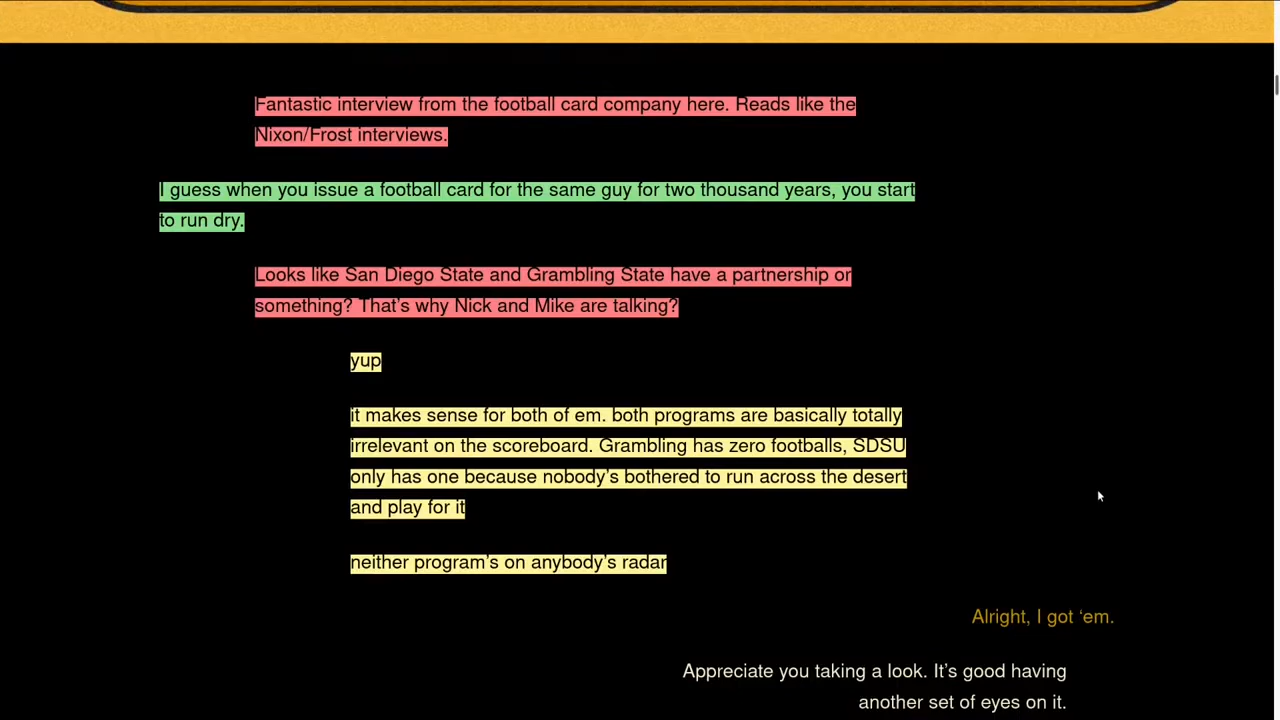 Fantastic interview from the football card company here. Reads like the
Nixon/Frost interviews.
I guess when you issue a football card for the same guy for two thousand years, you start
to run dry.
Looks like San Diego State and Grambling State have a partnership or
something? That’s why Nick and Mike are talking?
yup
it makes sense for both of em. both programs are basically totally
irrelevant on the scoreboard. Grambling has zero footballs, SDSU
only has one because nobody’s bothered to run across the desert
and play for it
neither program’s on anybody’s radar
Alright, I got ‘em.
Appreciate you taking a look. It’s good having
another set of eyes on it.